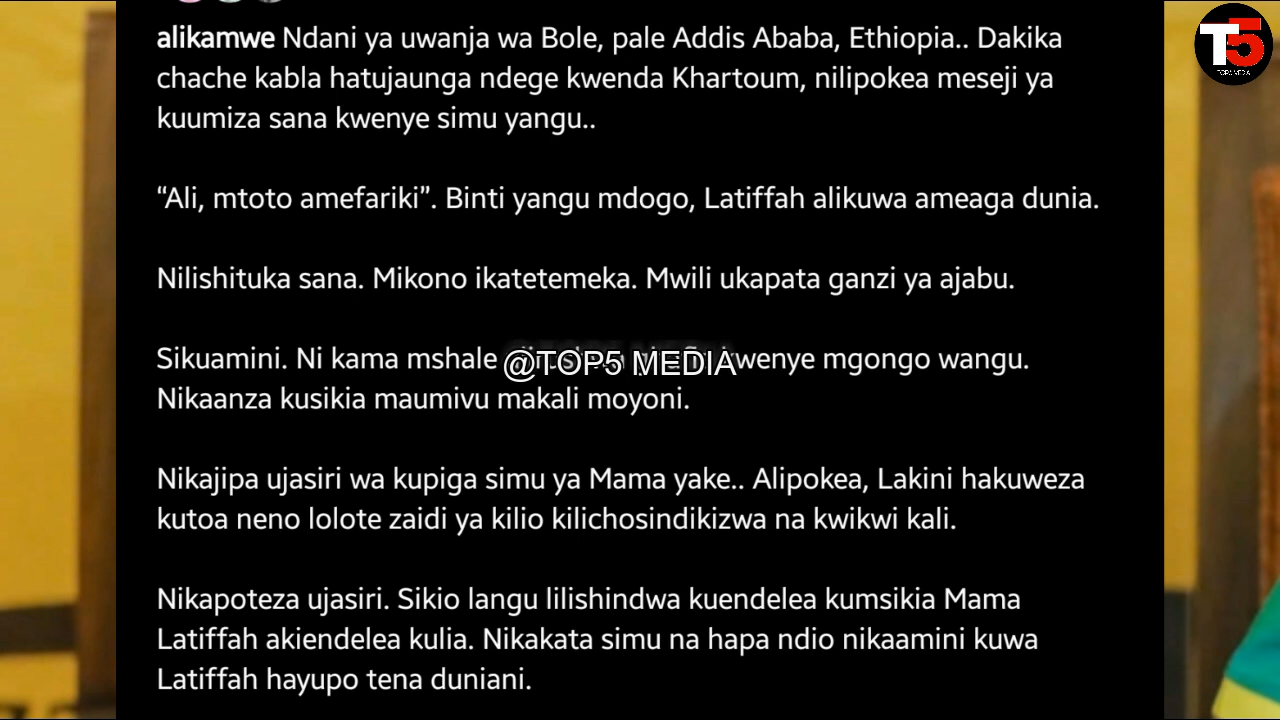 alikamwe Ndani ya uwanja wa Bole, pale Addis Ababa, Ethiopia.. Dakika
chache kabla hatujaunga ndege kwenda Khartoum, nilipokea meseji ya
kuumiza sana kwenye simu yangu..
“Ali, mtoto amefariki”. Binti yangu mdogo, Latiffah alikuwa ameaga dunia.
Nilishituka sana. Mikono ikatetemeka. Mwili ukapata ganzi ya ajabu.
Sikuamini. Ni kama mshale kwenye mgongo wangu.
@TOP5 MEDIA
Nikaanza kusikia maumivu makali moyoni.
Nikajipa ujasiri wa kupiga simu ya Mama yake.. Alipokea, Lakini hakuweza
kutoa neno lolote zaidi ya kilio kilichosindikizwa na kwikwi kali.
Nikapoteza ujasiri. Sikio langu lilishindwa kuendelea kumsikia Mama
Latiffah akiendelea kulia. Nikakata simu na hapa ndio nikaamini kuwa
Latiffah hayupo tena duniani.
T5